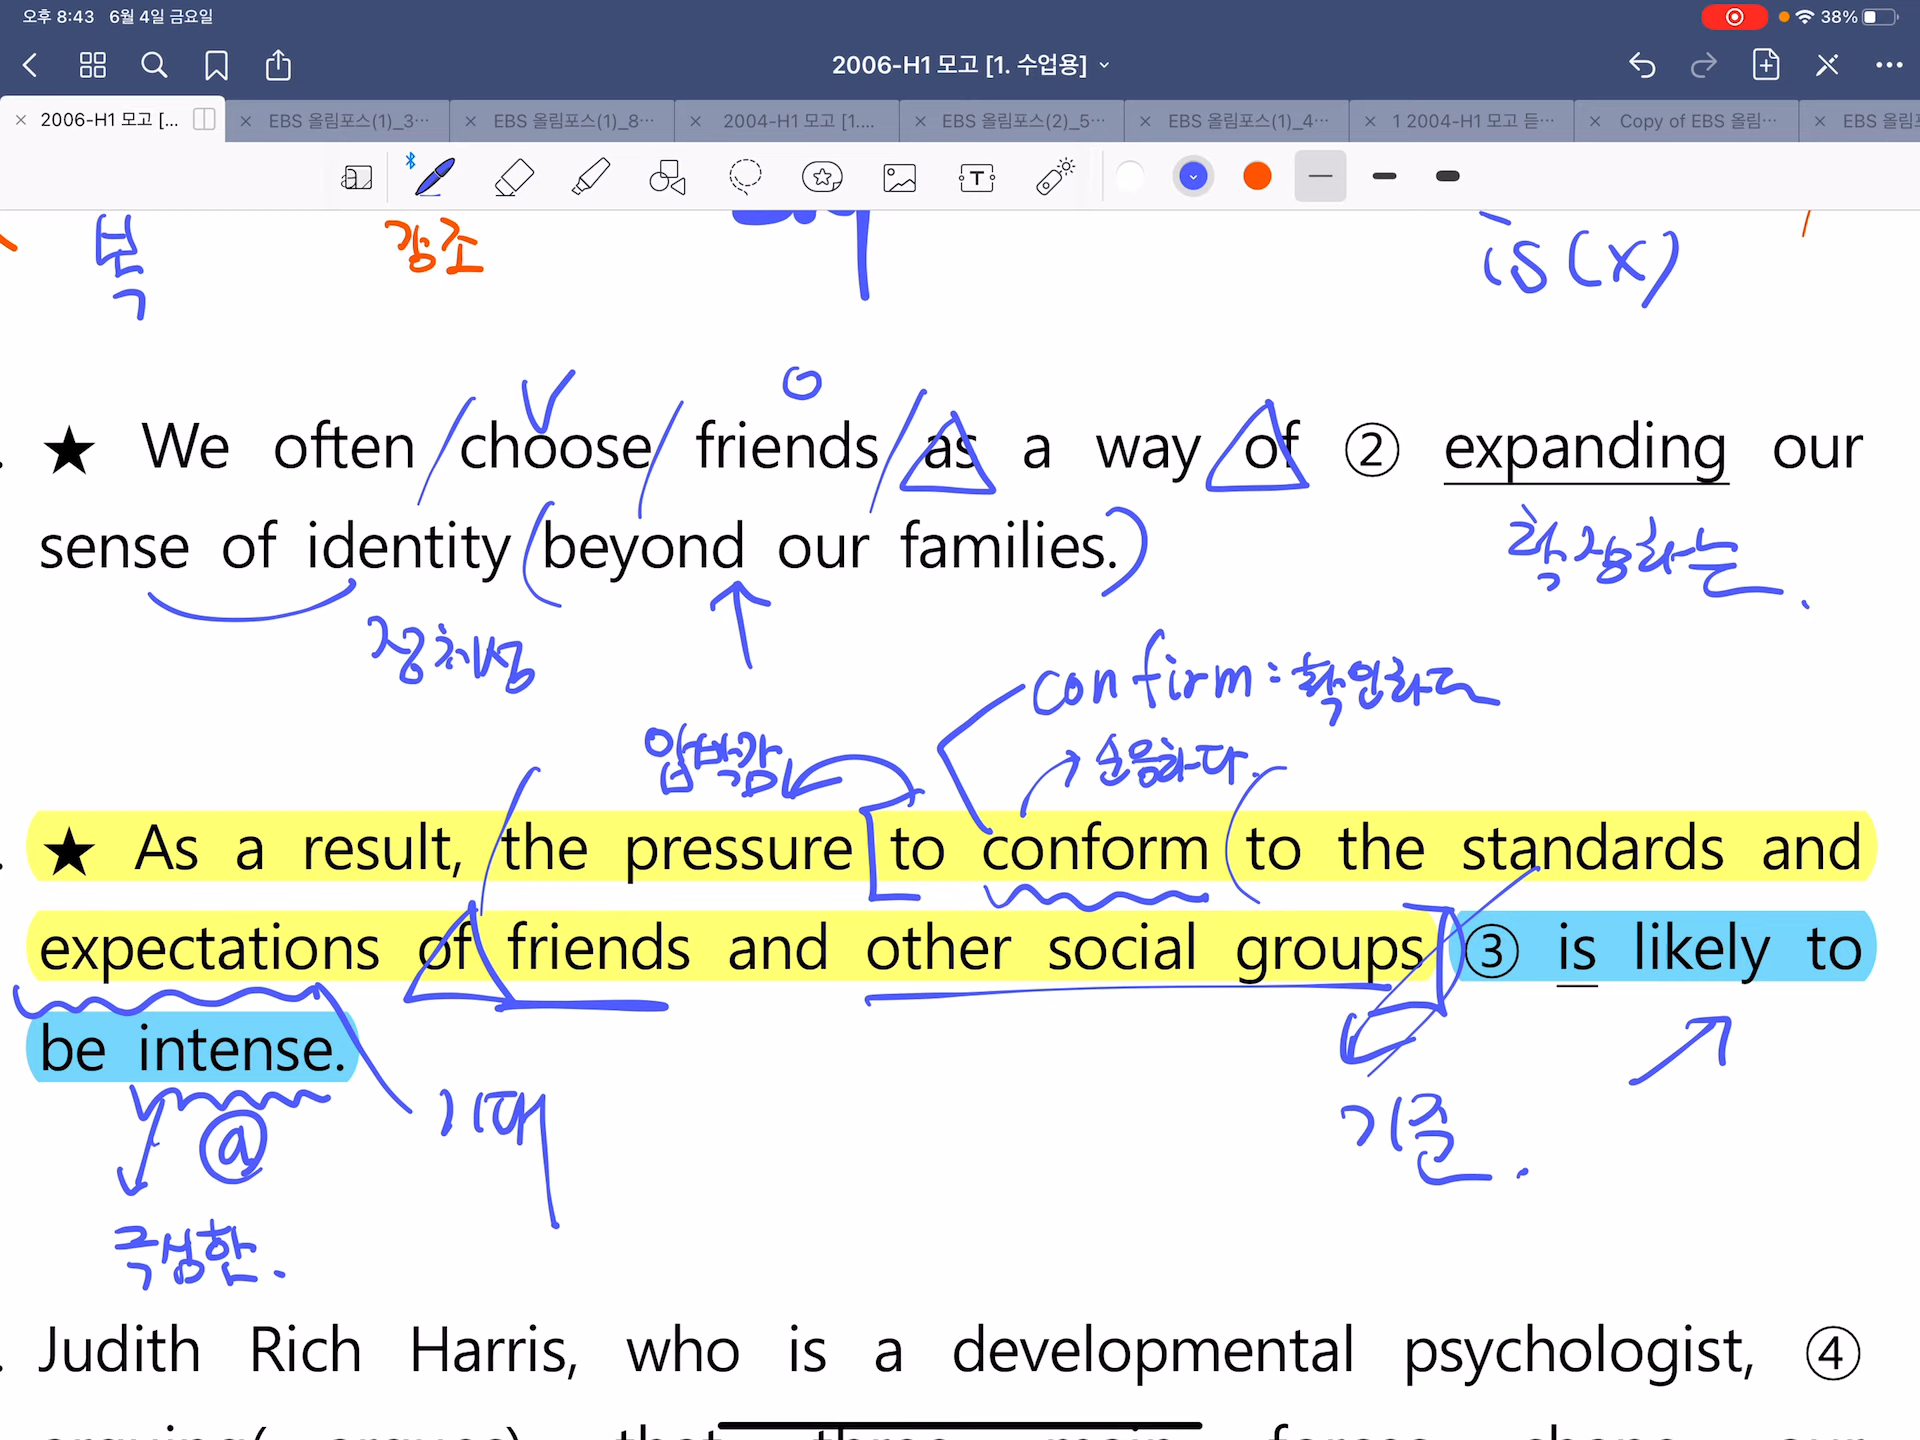 오후 8:43 6월 4일 금요일
38%
2006-H1 모고 [1. 수업용]
2006-H1 모고 [...
EBS 올림포스(1)_3...
EBS 올림포스(1)_8...
2004-H1 모고 [1....
EBS 올림포스(2)_5...
EBS 올림포스(1)_4...
1 2004-H1 모고 듣...
Copy of EBS 올림...
EBS 올림포
복
강조
is (X)
V
O
★ We often choose friends as a way of ② expanding our
확장하는.
sense of identity beyond our families.
정체성
confirm : 확인하다
압박감
→ 순응하다.
★ As a result, the pressure to conform to the standards and
expectations of friends and other social groups ③ is likely to
be intense.
ⓐ
기대
기준.
극심한.
Judith Rich Harris, who is a developmental psychologist, ④